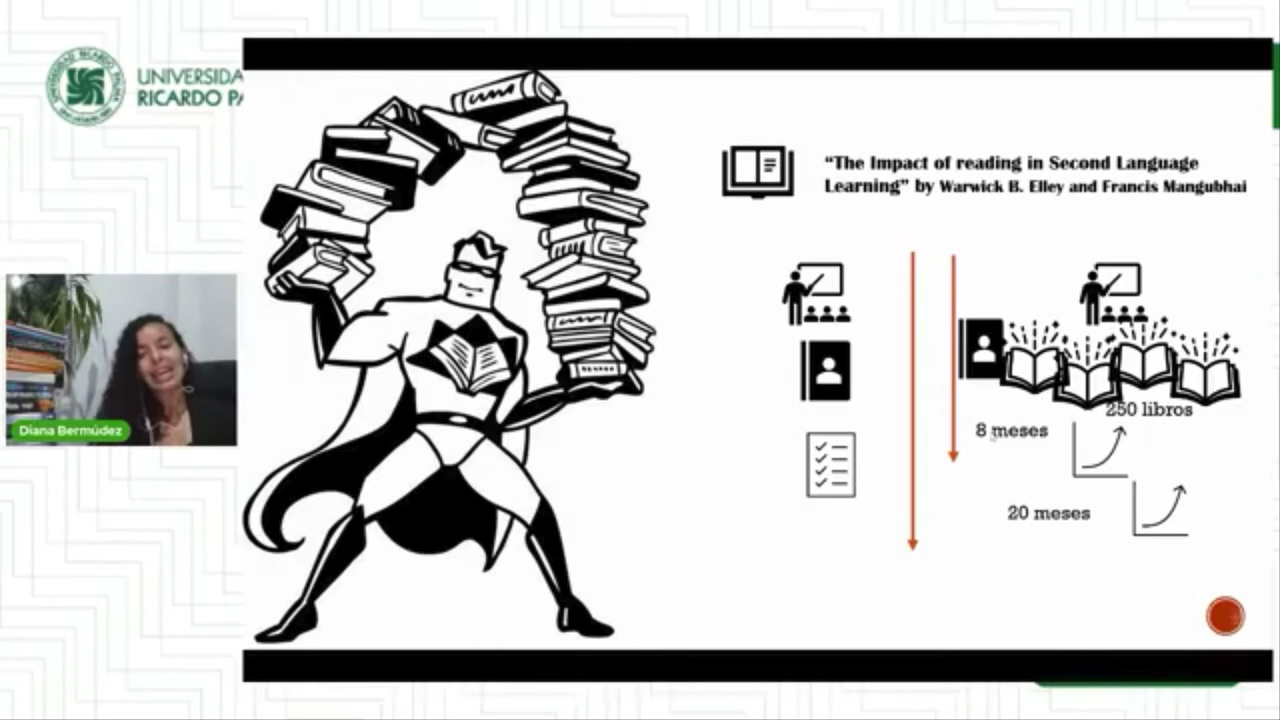 UNIVERSIDA
RICARDO PA
“The Impact of reading in Second Language
Learning” by Warwick B. Elley and Francis Mangubhai
250 libros
8 meses
20 meses
Diana Bermúdez